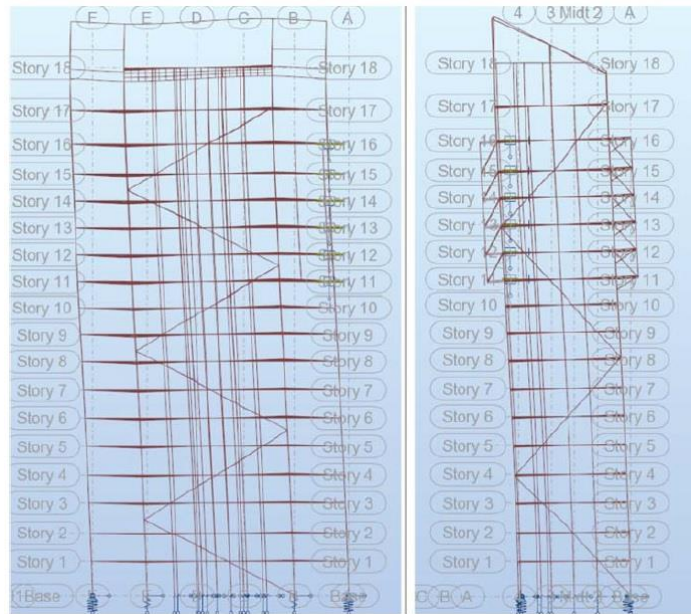 F E D C B A
Story 18 Story 18
Story 17 Story 17
Story 16 Story 16
Story 15 Story 15
Story 14 Story 14
Story 13 Story 13
Story 12 Story 12
Story 11 Story 11
Story 10 Story 10
Story 9 Story 9
Story 8 Story 8
Story 7 Story 7
Story 6 Story 6
Story 5 Story 5
Story 4 Story 4
Story 3 Story 3
Story 2 Story 2
Story 1 Story 1
Base Base
4 3 Midt 2 A
Story 18 Story 18
Story 17 Story 17
Story 16
Story 15
Story 14
Story 13
Story 12
Story 11
Story 10 Story 10
Story 9 Story 9
Story 8 Story 8
Story 7 Story 7
Story 6 Story 6
Story 5 Story 5
Story 4 Story 4
Story 3 Story 3
Story 2 Story 2
Story 1 Story 1
C B A 4 3 Midt 2 Base